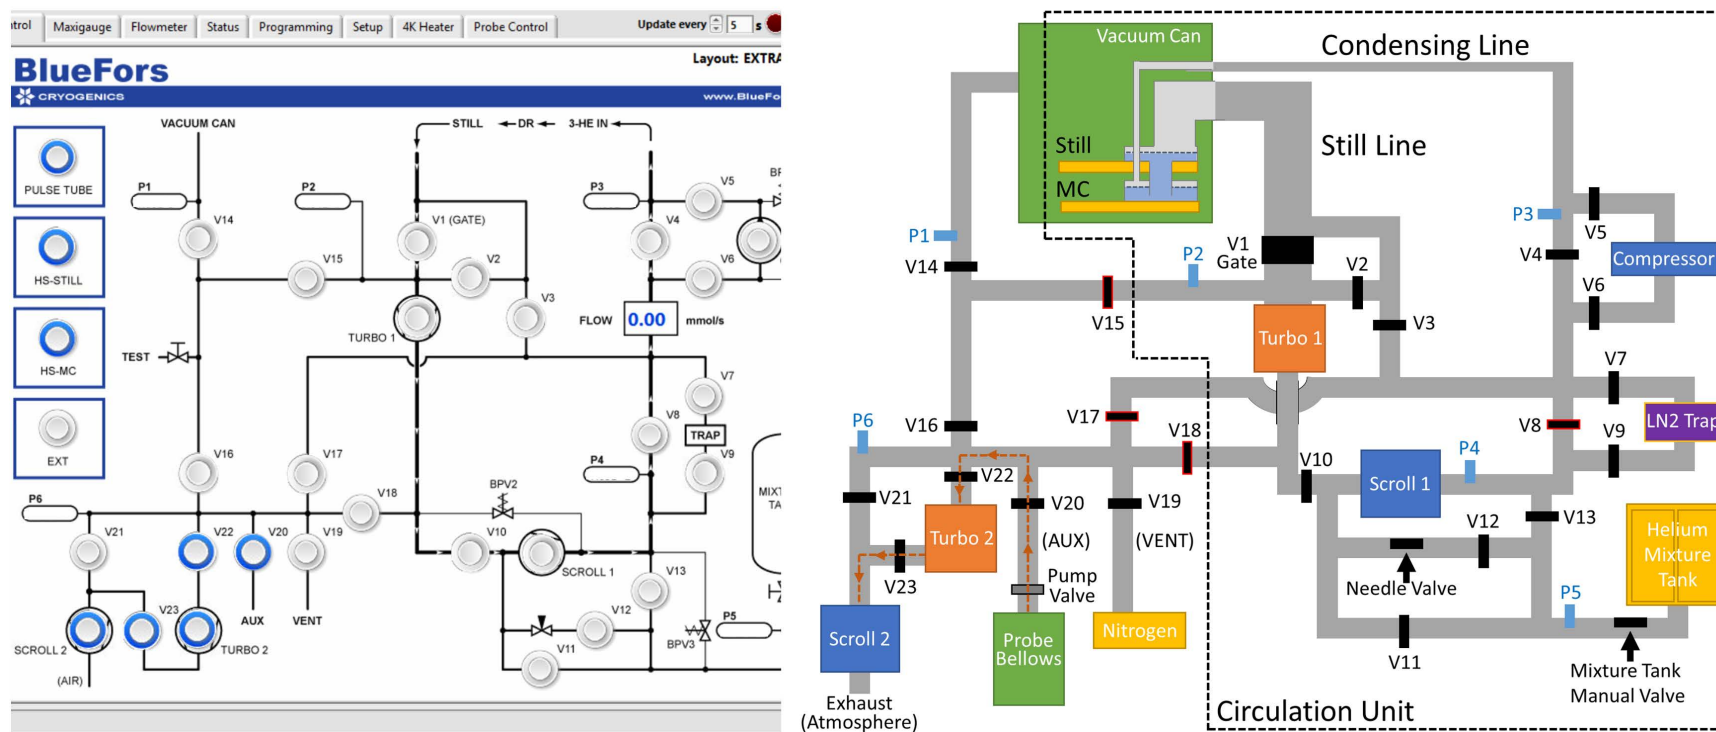 ntrol
Maxigauge
Flowmeter
Status
Programming
Setup
4K Heater
Probe Control
Update every
5
s
Layout: EXTRA
BlueFors
CRYOGENICS
www.BlueFo
PULSE TUBE
HS-STILL
HS-MC
EXT
VACUUM CAN
STILL
DR
3-HE IN
P1
P2
P3
V5
BP
V14
V1 (GATE)
V4
V15
V2
V6
V3
FLOW
0.00
mmol/s
TURBO 1
TEST
V7
V8
TRAP
V16
V17
P4
V9
BPV2
MIXT
TA
P6
V18
V21
V22
V20
V19
V10
SCROLL 1
V13
V12
V23
AUX
VENT
P5
SCROLL 2
TURBO 2
BPV3
V11
(AIR)
Vacuum Can
Condensing Line
Still
Still Line
MC
P3
V5
P1
V1
Gate
V4
Compressor
V14
P2
V2
V6
V15
Turbo 1
V3
V7
P6
V16
V17
V18
V8
LN2 Trap
V9
V22
V10
Scroll 1
P4
V21
V20
V19
Turbo 2
(AUX)
(VENT)
V12
V13
Helium
Mixture
Tank
V23
Pump
Valve
Needle Valve
P5
Scroll 2
Probe
Bellows
Nitrogen
V11
Mixture Tank
Manual Valve
Exhaust
(Atmosphere)
Circulation Unit